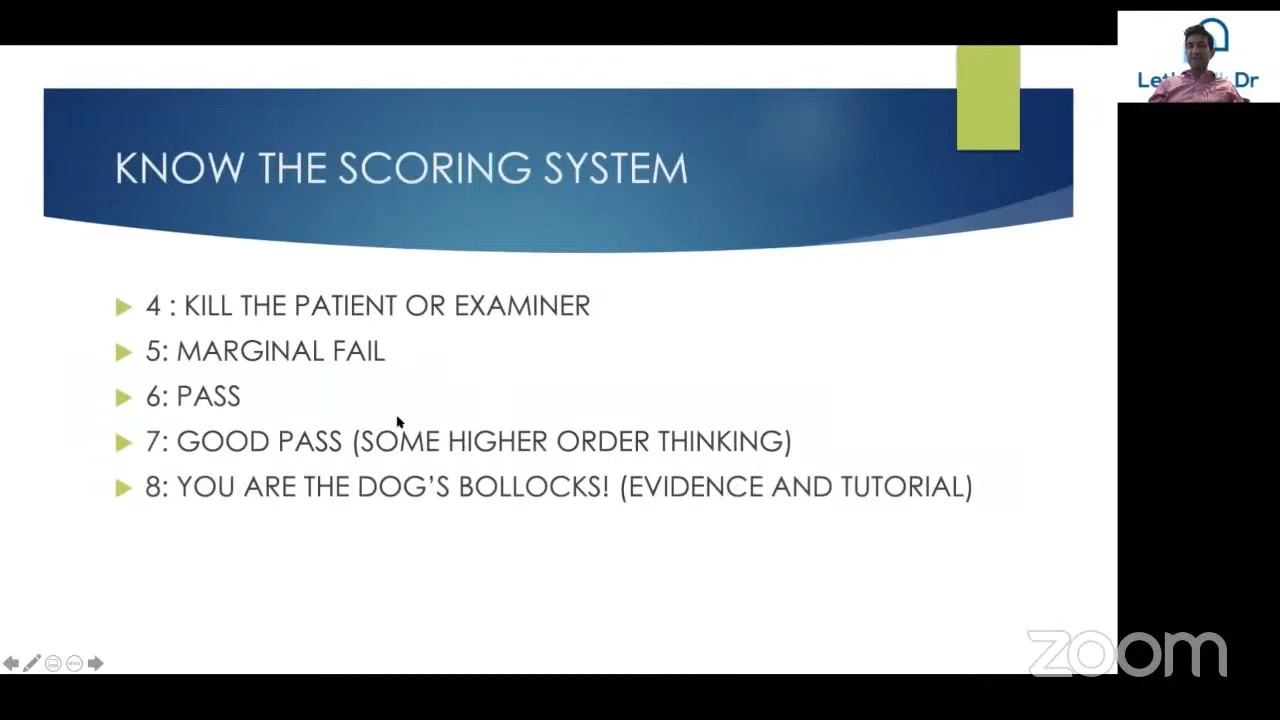 KNOW THE SCORING SYSTEM
4 : KILL THE PATIENT OR EXAMINER
5: MARGINAL FAIL
6: PASS
7: GOOD PASS (SOME HIGHER ORDER THINKING)
8: YOU ARE THE DOG'S BOLLOCKS! (EVIDENCE AND TUTORIAL)
Dr
zoom